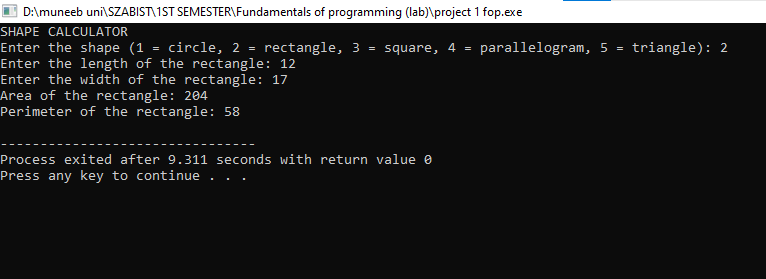 D:\muneeb uni\SZABIST\1ST SEMESTER\Fundamentals of programming (lab)\project 1 fop.exe
SHAPE CALCULATOR
Enter the shape (1 = circle, 2 = rectangle, 3 = square, 4 = parallelogram, 5 = triangle): 2
Enter the length of the rectangle: 12
Enter the width of the rectangle: 17
Area of the rectangle: 204
Perimeter of the rectangle: 58
--------------------------------
Process exited after 9.311 seconds with return value 0
Press any key to continue . . .